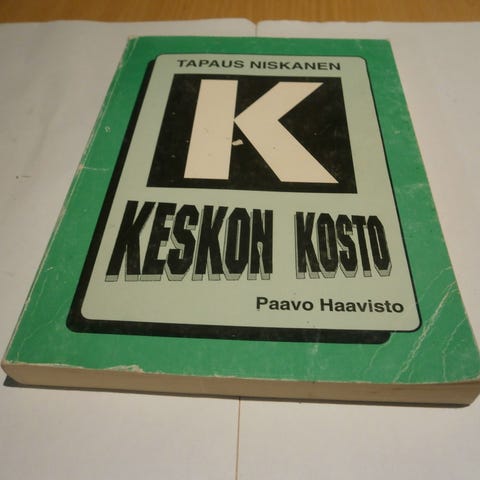 TAPAUS NISKANEN
K
KESKON KOSTO
Paavo Haavisto